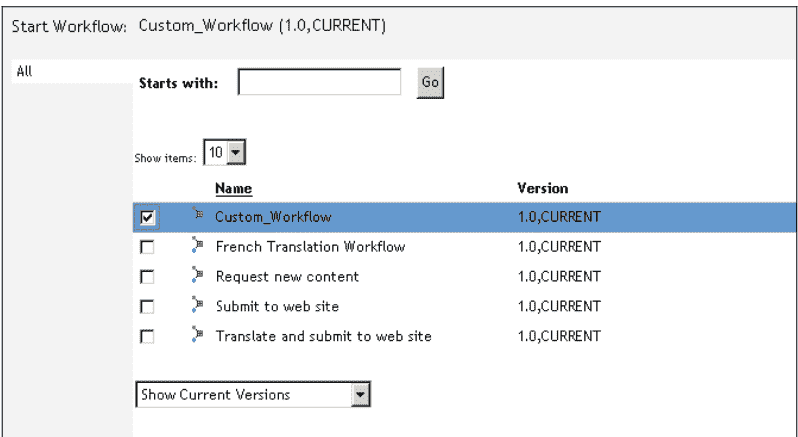 Start Workflow: Custom_Workflow (1.0,CURRENT)
All
Starts with: Go
Show items: 10
Name Version
Custom_Workflow 1.0,CURRENT
French Translation Workflow 1.0,CURRENT
Request new content 1.0,CURRENT
Submit to web site 1.0,CURRENT
Translate and submit to web site 1.0,CURRENT
Show Current Versions